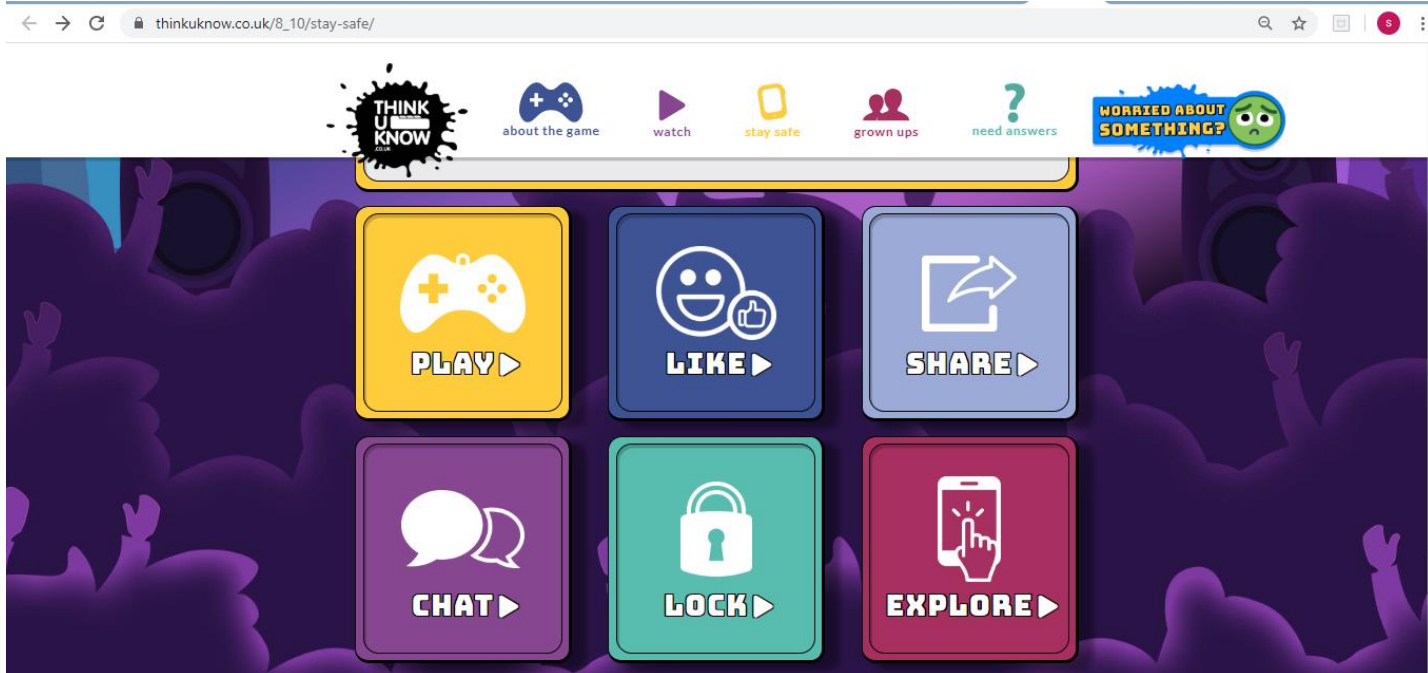 thinkuknow.co.uk/8_10/stay-safe/
S
THINK
U
KNOW
.CO.UK
about the game
watch
stay safe
grown ups
need answers
WORRIED ABOUT
SOMETHING?
PLAY
LIKE
SHARE
CHAT
LOCK
EXPLORE